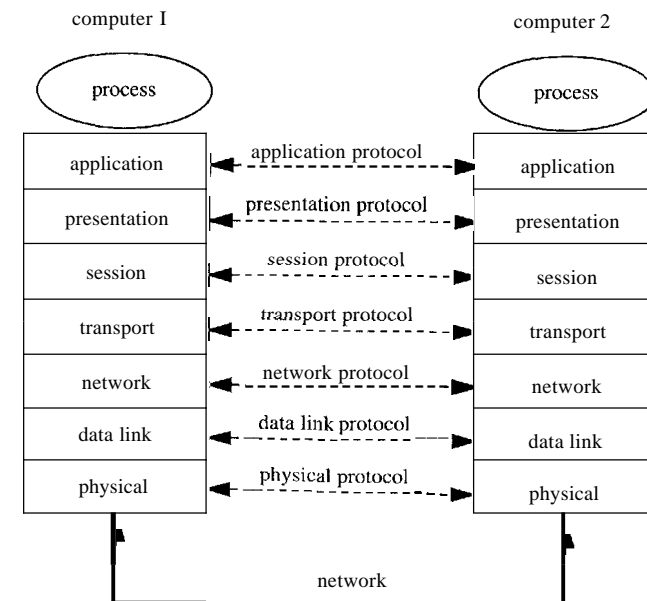 computer I
computer 2
process
process
application
application protocol
application
presentation
presentation protocol
presentation
session
session protocol
session
transport
transport protocol
transport
network
network protocol
network
data link
data link protocol
data link
physical
physical protocol
physical
network